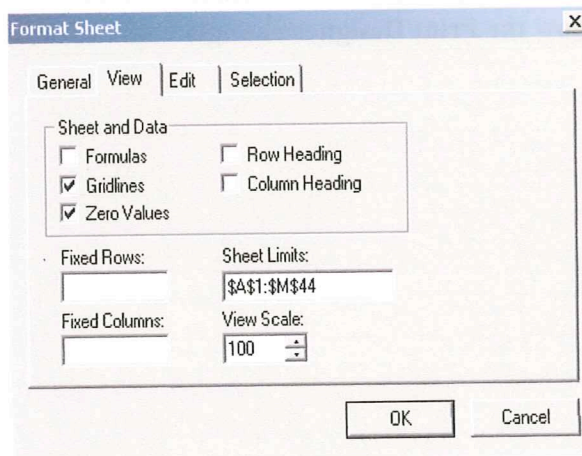 Format Sheet X
General View Edit Selection
Sheet and Data
Formulas Row Heading
Gridlines Column Heading
Zero Values
Fixed Rows: Sheet Limits:
$A$1:$M$44
Fixed Columns: View Scale:
100
OK Cancel